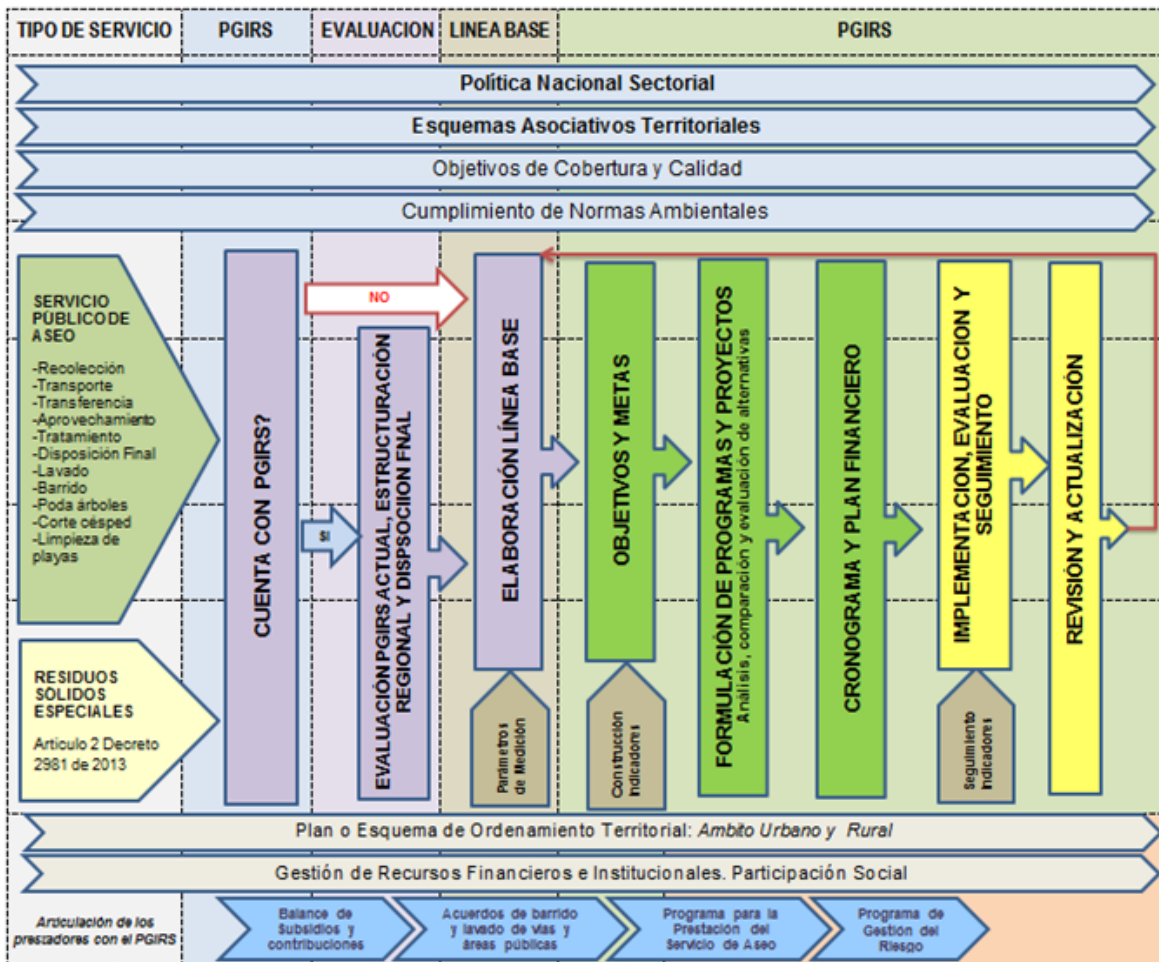 TIPO DE SERVICIO
PGIRS
EVALUACION
LINEA BASE
PGIRS
Política Nacional Sectorial
Esquemas Asociativos Territoriales
Objetivos de Cobertura y Calidad
Cumplimiento de Normas Ambientales
SERVICIO
PÚBLICO DE
ASEO
-Recolección
-Transporte
-Transferencia
-Aprovechamiento
-Tratamiento
-Disposición Final
-Lavado
-Barrido
-Poda árboles
-Corte césped
-Limpieza de
playas
RESIDUOS
SÓLIDOS
ESPECIALES
Articulo 2 Decreto
2981 de 2013
CUENTA CON PGIRS?
NO
SI
EVALUACIÓN PGIRS ACTUAL, ESTRUCTURACIÓN
REGIONAL Y DISPSOCIION FNAL
ELABORACIÓN LÍNEA BASE
Parámetros
de Medición
OBJETIVOS Y METAS
Construcción
Indicadores
FORMULACIÓN DE PROGRAMAS Y PROYECTOS
Análisis, comparación y evaluación de alternativas
CRONOGRAMA Y PLAN FINANCIERO
IMPLEMENTACION, EVALUACION Y
SEGUIMIENTO
Seguimiento
Indicadores
REVISIÓN Y ACTUALIZACIÓN
Plan o Esquema de Ordenamiento Territorial: Ambito Urbano y Rural
Gestión de Recursos Financieros e Institucionales. Participación Social
Articulación de los
prestadores con el PGIRS
Balance de
Subsidios y
contribuciones
Acuerdos de barrido
y lavado de vías y
áreas públicas
Programa para la
Prestación del
Servicio de Aseo
Programa de
Gestión del
Riesgo